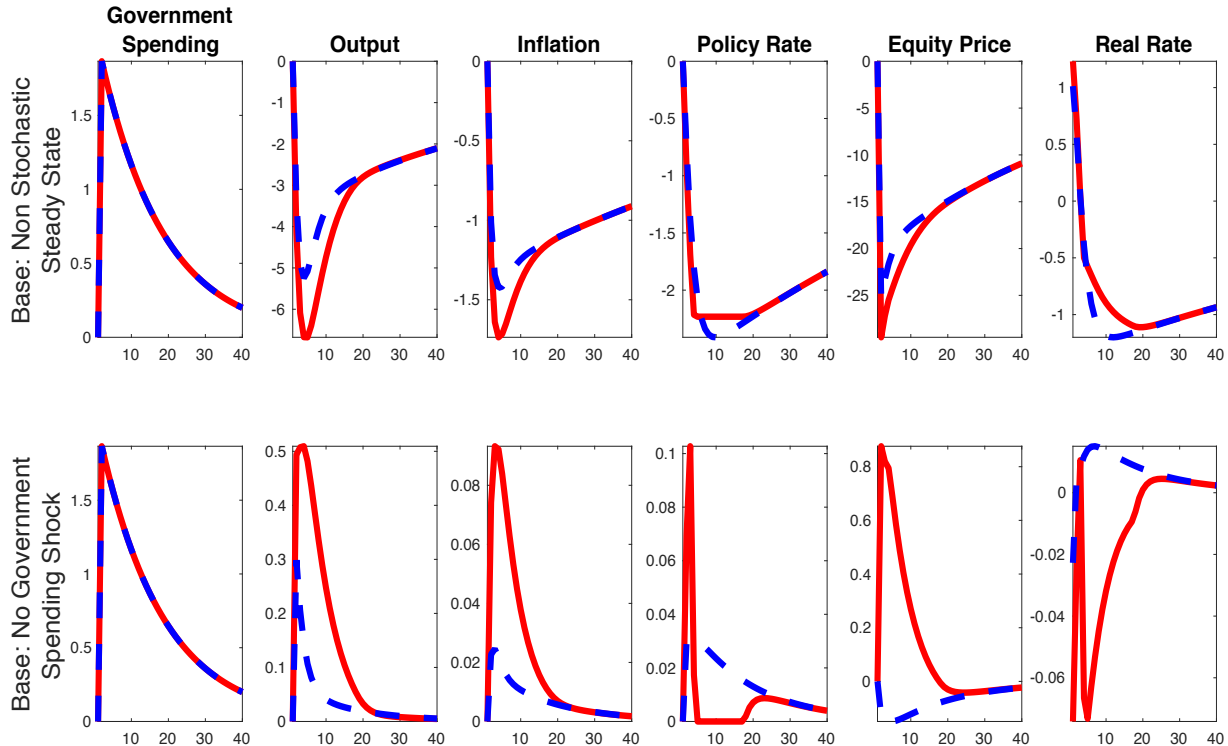 Government
Spending
Output
Inflation
Policy Rate
Equity Price
Real Rate
Base: Non Stochastic
Steady State
1.5
1
0.5
0
10 20 30 40
0
-1
-2
-3
-4
-5
-6
10 20 30 40
0
-0.5
-1
-1.5
10 20 30 40
0
-0.5
-1
-1.5
-2
10 20 30 40
0
-5
-10
-15
-20
-25
10 20 30 40
1
0.5
0
-0.5
-1
10 20 30 40
Base: No Government
Spending Shock
1.5
1
0.5
0
10 20 30 40
0.5
0.4
0.3
0.2
0.1
0
10 20 30 40
0.08
0.06
0.04
0.02
0
10 20 30 40
0.1
0.08
0.06
0.04
0.02
0
10 20 30 40
0.8
0.6
0.4
0.2
0
10 20 30 40
0
-0.02
-0.04
-0.06
10 20 30 40